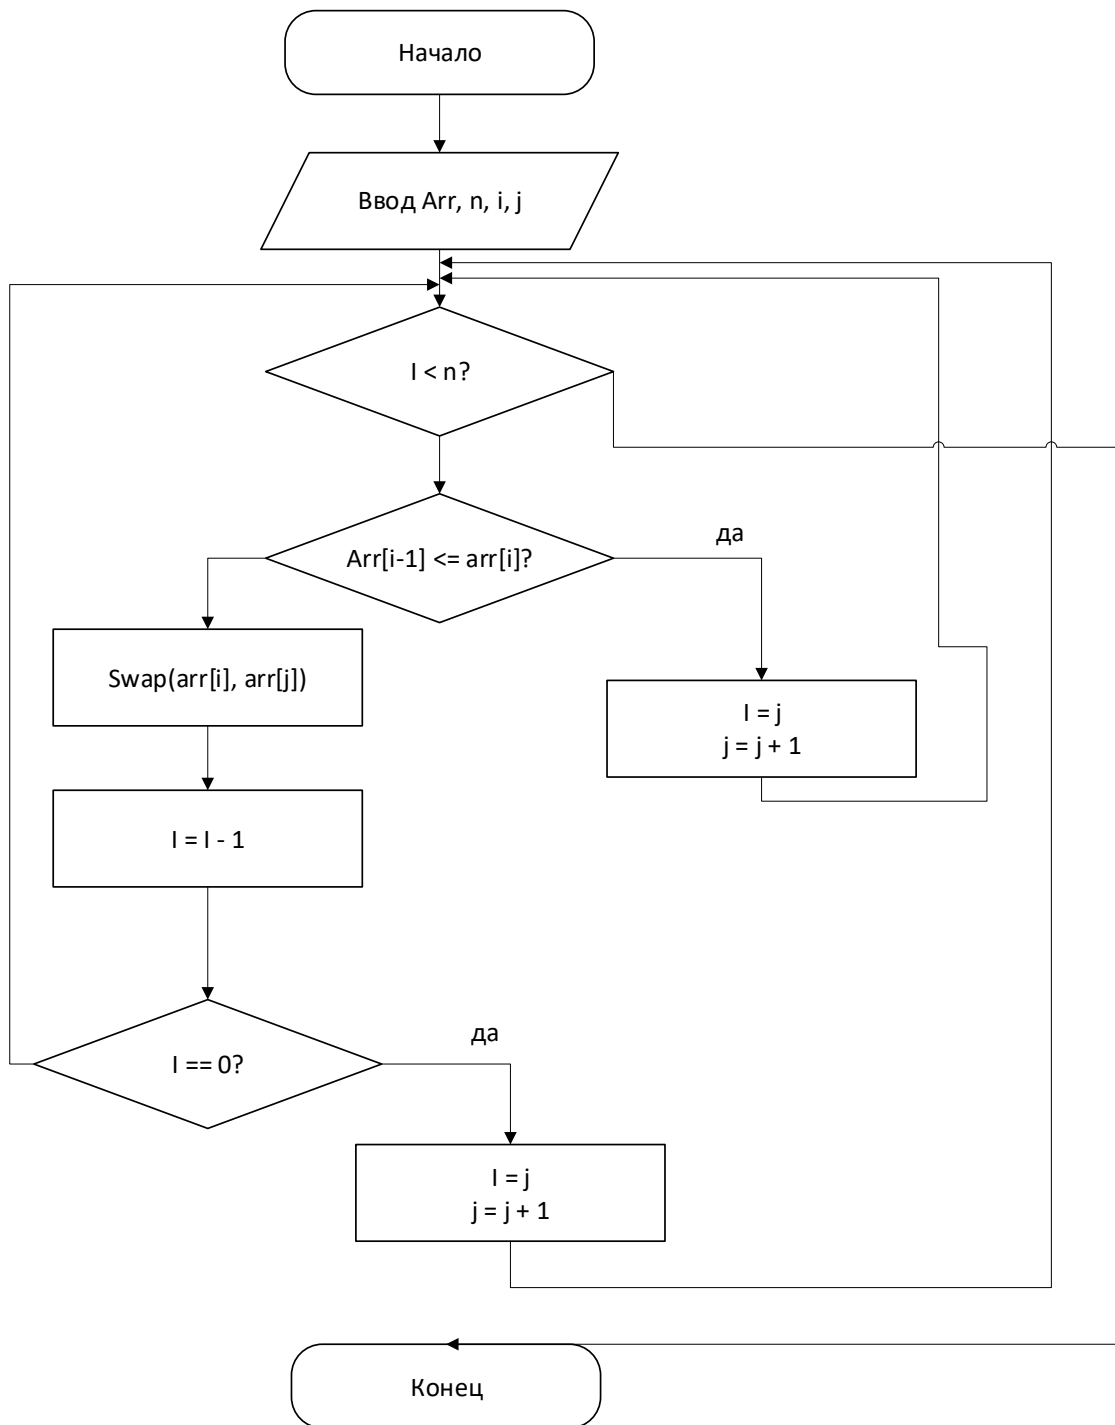 Начало
Ввод Arr, n, i, j
I < n?
Arr[i-1] <= arr[i]?
да
Swap(arr[i], arr[j])
I = j
j = j + 1
I = I - 1
I == 0?
да
I = j
j = j + 1
Конец